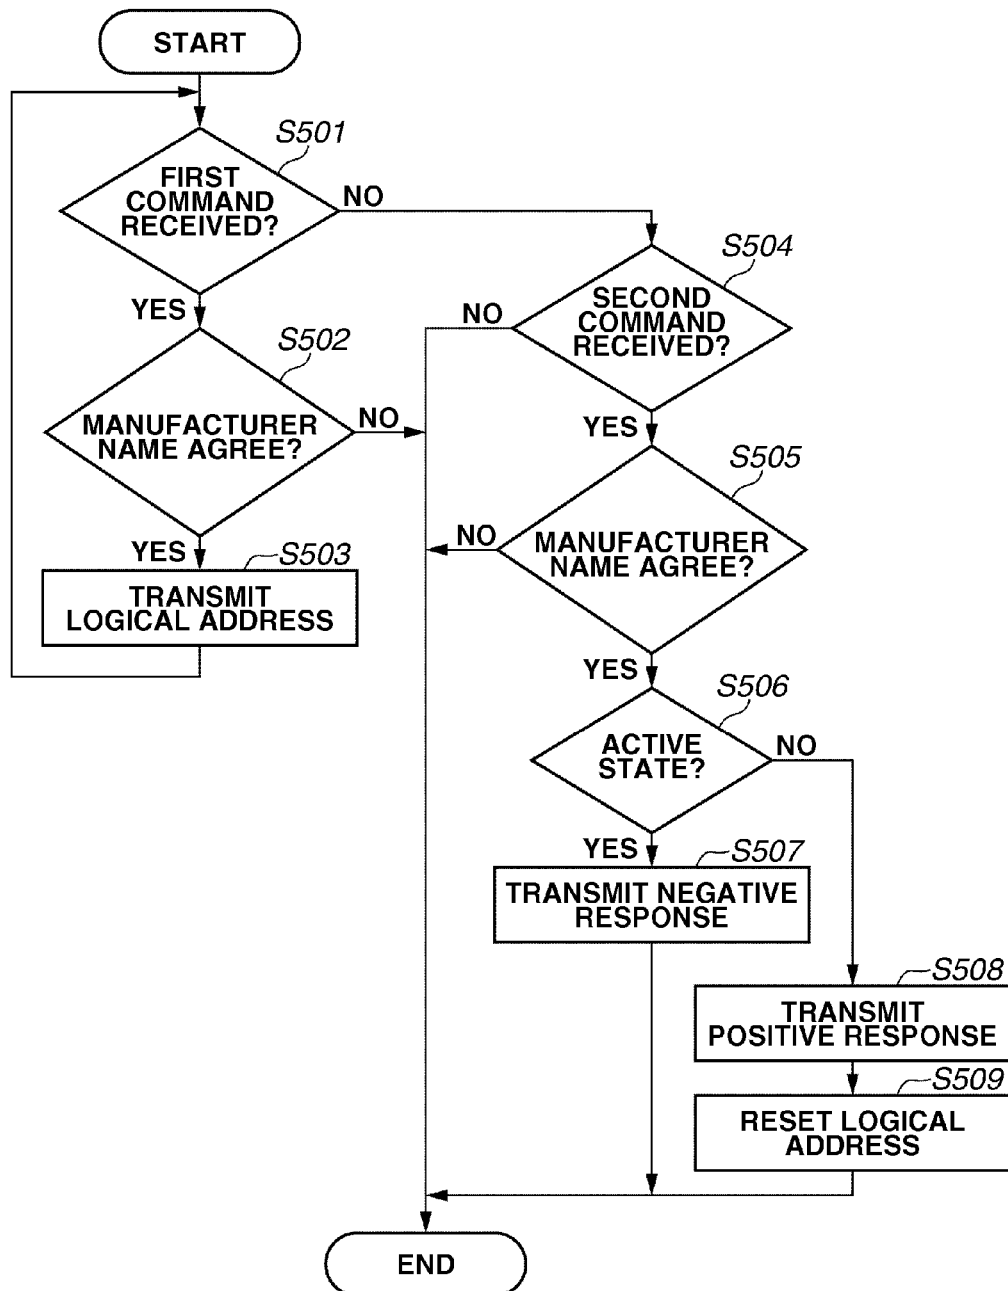 START
S501
FIRST
COMMAND
RECEIVED?
NO
YES
S504
SECOND
COMMAND
RECEIVED?
NO
YES
S502
MANUFACTURER
NAME AGREE?
NO
YES
S503
TRANSMIT
LOGICAL ADDRESS
S505
MANUFACTURER
NAME AGREE?
NO
YES
S506
ACTIVE
STATE?
NO
YES
S507
TRANSMIT NEGATIVE
RESPONSE
S508
TRANSMIT
POSITIVE RESPONSE
S509
RESET LOGICAL
ADDRESS
END